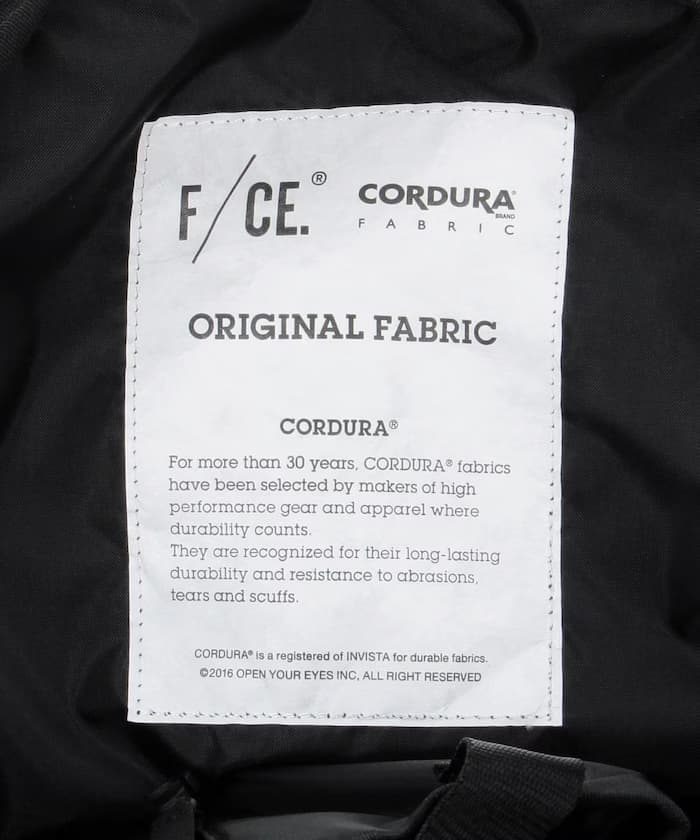 F/CE.®
CORDURA®
BRAND
FABRIC
ORIGINAL FABRIC
CORDURA®
For more than 30 years, CORDURA® fabrics
have been selected by makers of high
performance gear and apparel where
durability counts.
They are recognized for their long-lasting
durability and resistance to abrasions,
tears and scuffs.
CORDURA® is a registered of INVISTA for durable fabrics.
©2016 OPEN YOUR EYES INC, ALL RIGHT RESERVED